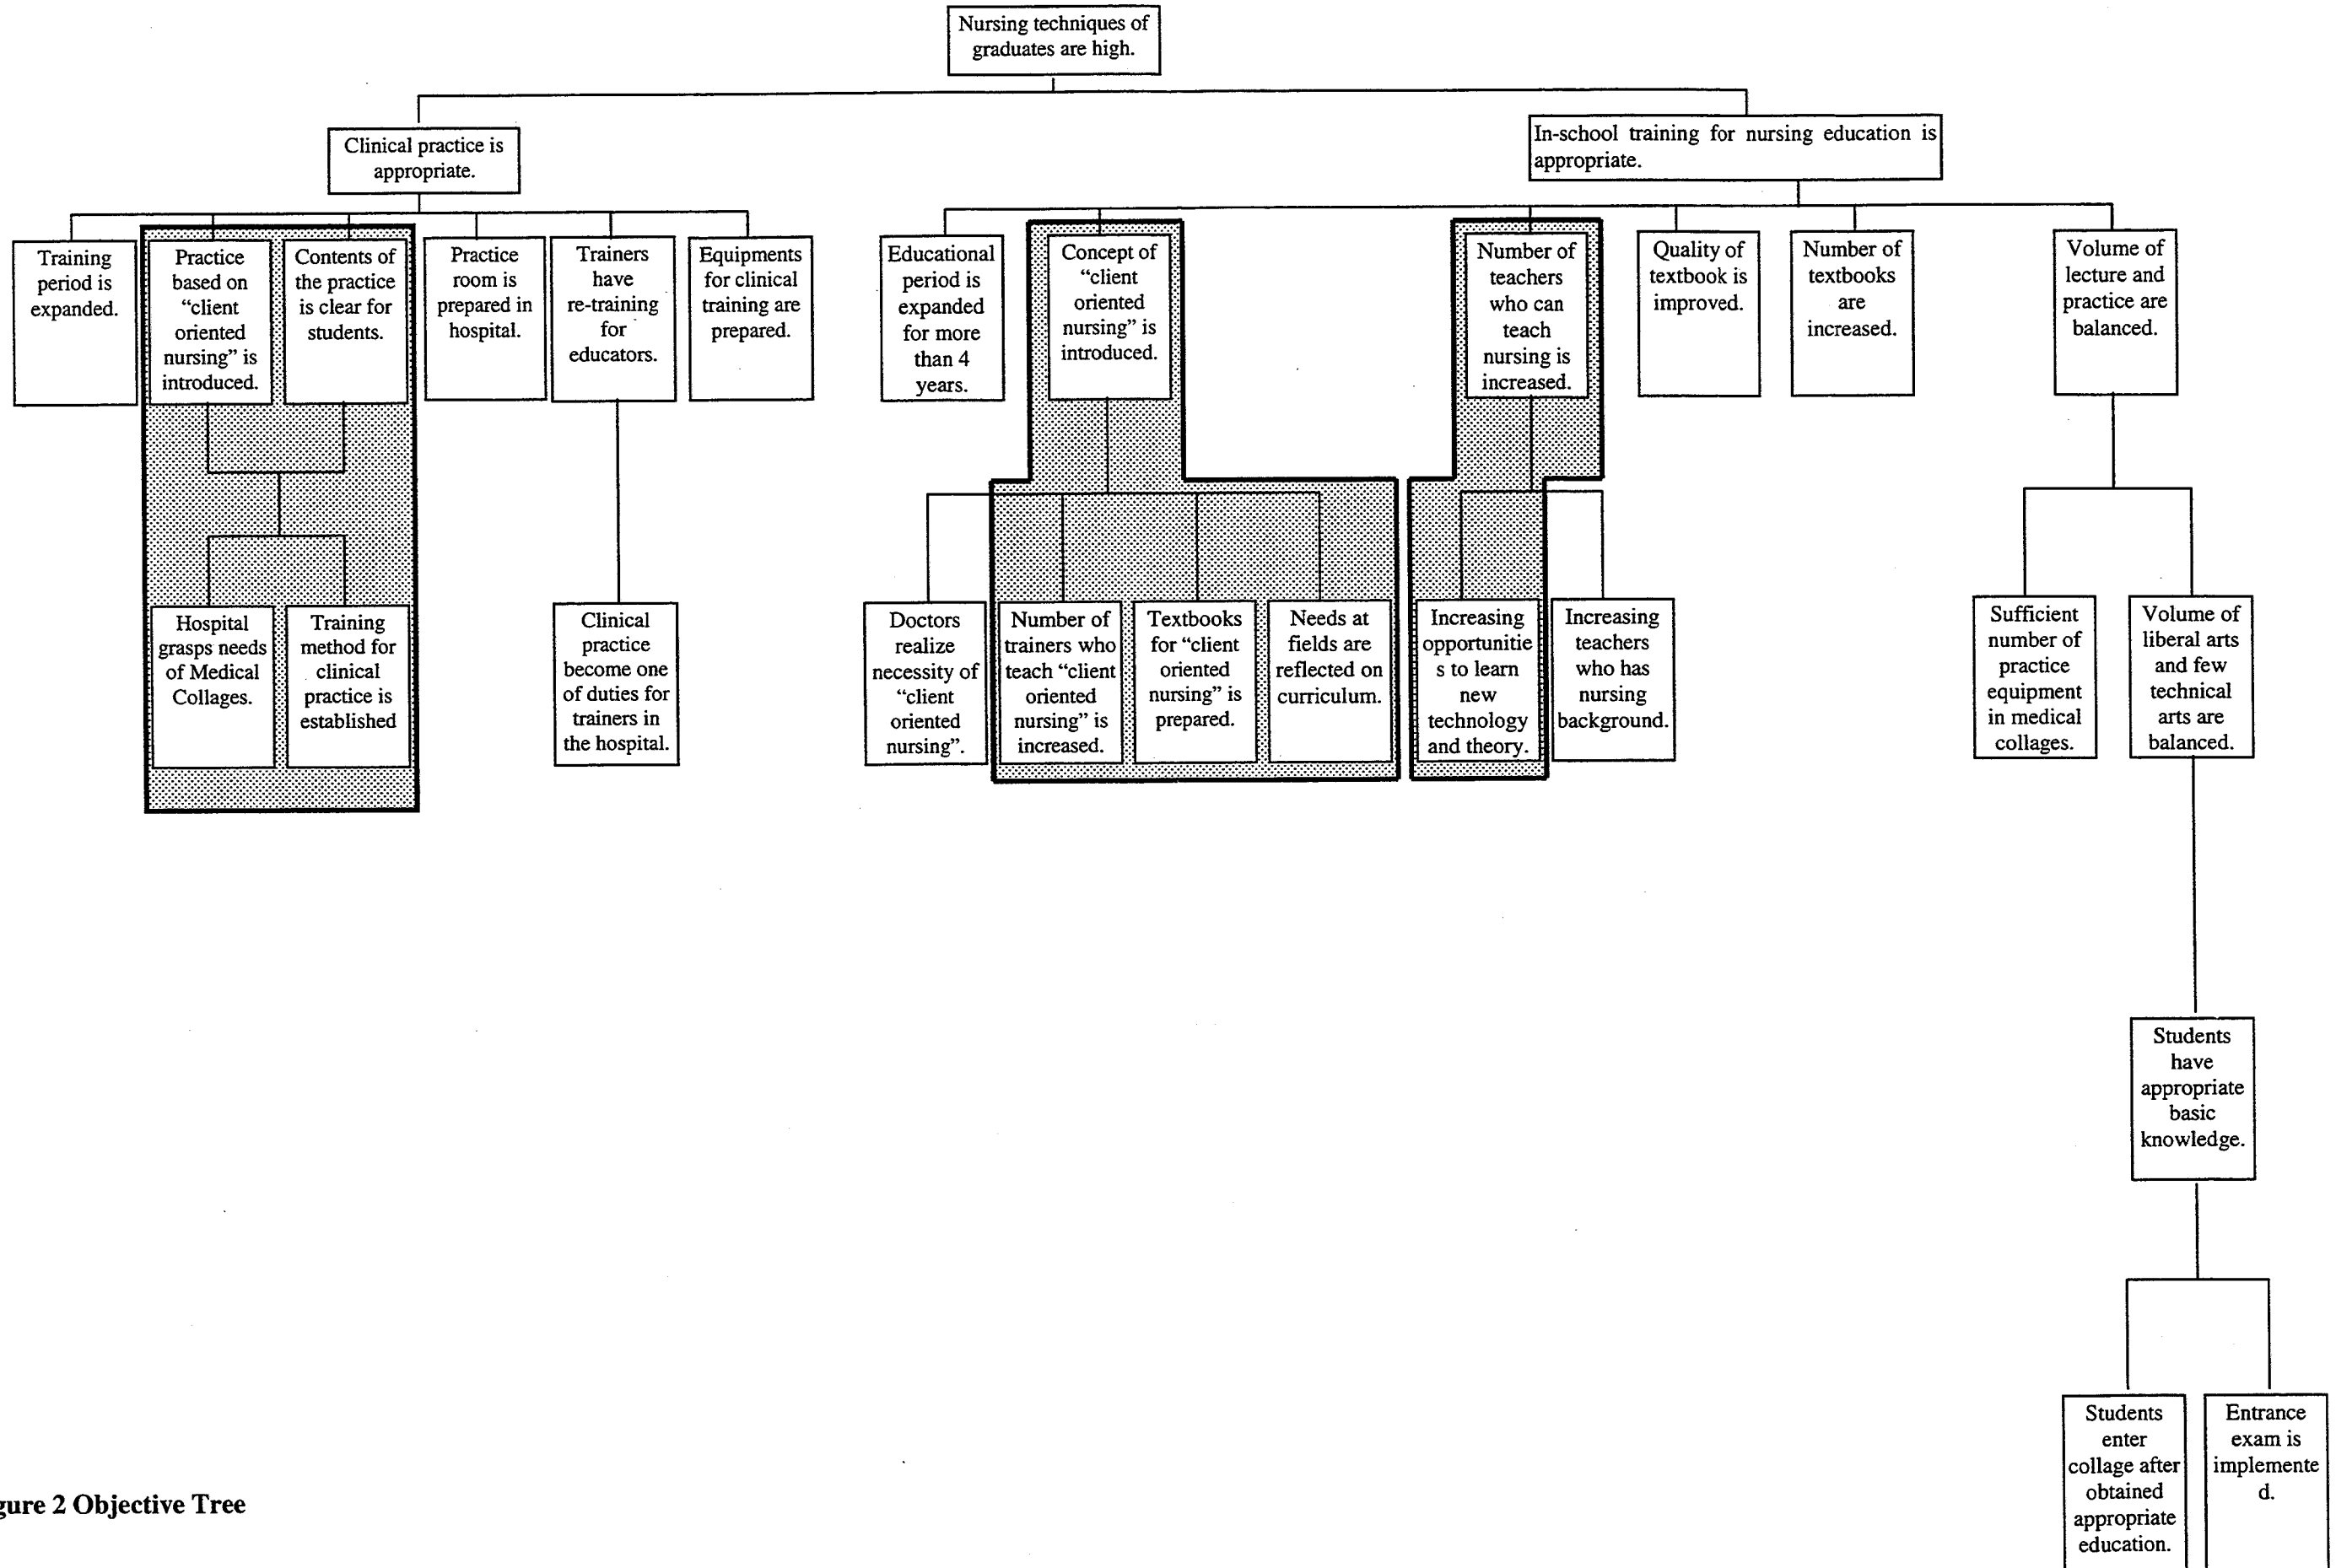 Nursing techniques of
graduates are high.
Clinical practice is
appropriate.
In-school training for nursing education is
appropriate.
Training
period is
expanded.
Practice
based on
“client
oriented
nursing” is
introduced.
Contents of
the practice
is clear for
students.
Practice
room is
prepared in
hospital.
Trainers
have
re-training
for
educators.
Equipments
for clinical
training are
prepared.
Educational
period is
expanded
for more
than 4
years.
Concept of
“client
oriented
nursing” is
introduced.
Number of
teachers
who can
teach
nursing is
increased.
Quality of
textbook is
improved.
Number of
textbooks
are
increased.
Volume of
lecture and
practice are
balanced.
Hospital
grasps needs
of Medical
Collages.
Training
method for
clinical
practice is
established
Clinical
practice
become one
of duties for
trainers in
the hospital.
Doctors
realize
necessity of
“client
oriented
nursing”.
Number of
trainers who
teach “client
oriented
nursing” is
increased.
Textbooks
for “client
oriented
nursing” is
prepared.
Needs at
fields are
reflected on
curriculum.
Increasing
opportunitie
s to learn
new
technology
and theory.
Increasing
teachers
who has
nursing
background.
Sufficient
number of
practice
equipment
in medical
collages.
Volume of
liberal arts
and few
technical
arts are
balanced.
Students
have
appropriate
basic
knowledge.
Students
enter
collage after
obtained
appropriate
education.
Entrance
exam is
implemente
d.
gure 2 Objective Tree